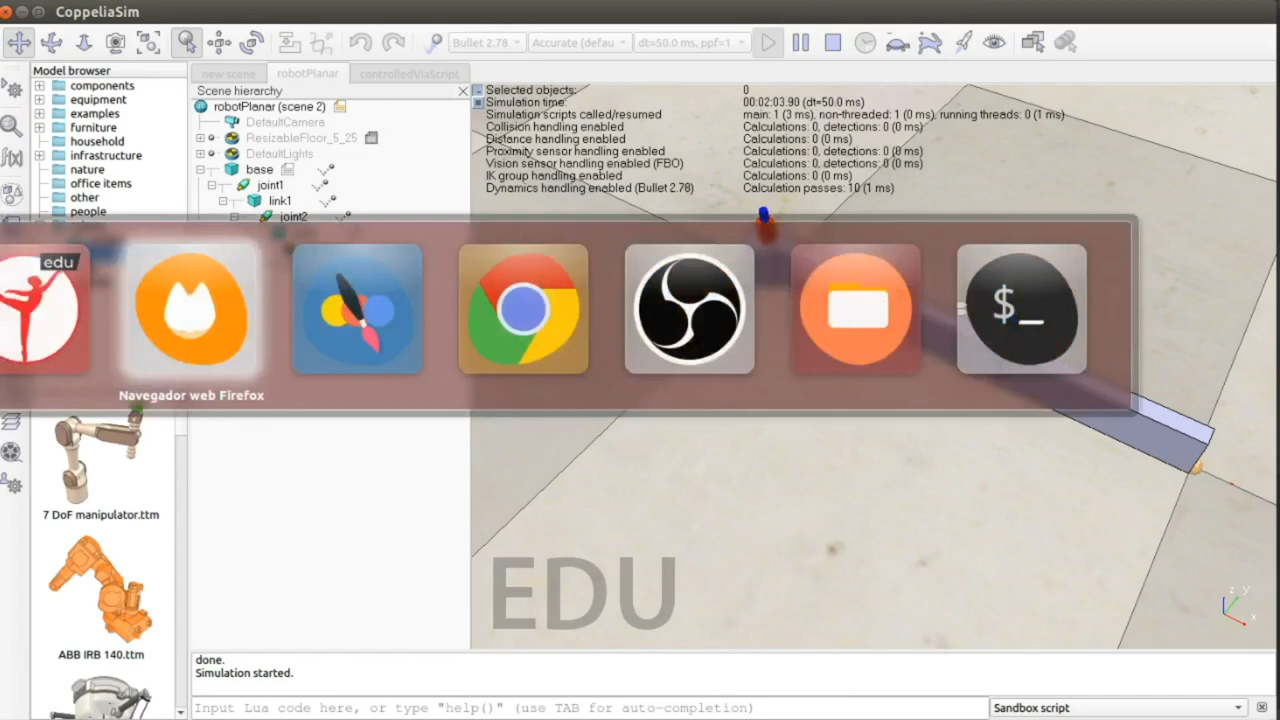 CoppeliaSim
Bullet 2.78
Accurate (defau
dt=50.0 ms, ppf=1
Model browser
new scene
robotPlanar
controlledViaScript
components
equipment
examples
furniture
household
infrastructure
nature
office items
other
people
Scene hierarchy
robotPlanar (scene 2)
DefaultCamera
ResizableFloor_5_25
DefaultLights
base
joint1
link1
joint2
Selected objects: 0
Simulation time: 00:02:03.90 (dt=50.0 ms)
Simulation scripts called/resumed main: 1 (3 ms), non-threaded: 1 (0 ms), running threads: 0 (1 ms)
Collision handling enabled Calculations: 0, detections: 0 (0 ms)
Distance handling enabled Calculations: 0 (0 ms)
Proximity sensor handling enabled Calculations: 0, detections: 0 (0 ms)
Vision sensor handling enabled (FBO) Calculations: 0, detections: 0 (0 ms)
IK group handling enabled Calculations: 0 (0 ms)
Dynamics handling enabled (Bullet 2.78) Calculation passes: 10 (1 ms)
edu
$_
Navegador web Firefox
7 DoF manipulator.ttm
ABB IRB 140.ttm
EDU
z y
x
done.
Simulation started.
Input Lua code here, or type "help()" (use TAB for auto-completion)
Sandbox script